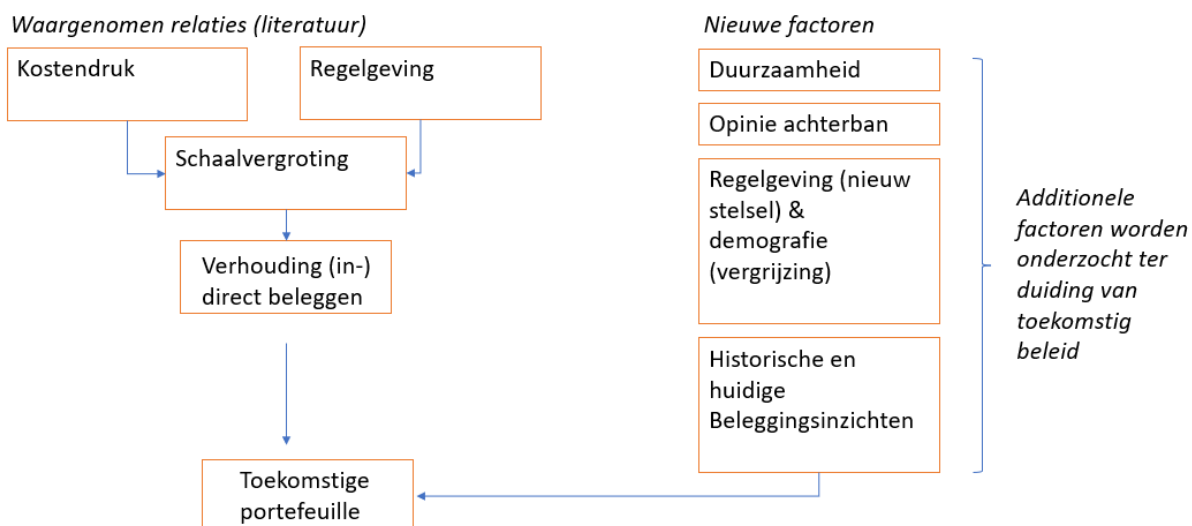 Waargenomen relaties (literatuur)
Kostendruk
Regelgeving
Schaalvergroting
Verhouding (in-)
direct beleggen
Toekomstige
portefeuille
Nieuwe factoren
Duurzaamheid
Opinie achterban
Regelgeving (nieuw
stelsel) &
demografie
(vergrijzing)
Historische en
huidige
Beleggingsinzichten
Additionele
factoren worden
onderzocht ter
duiding van
toekomstig
beleid